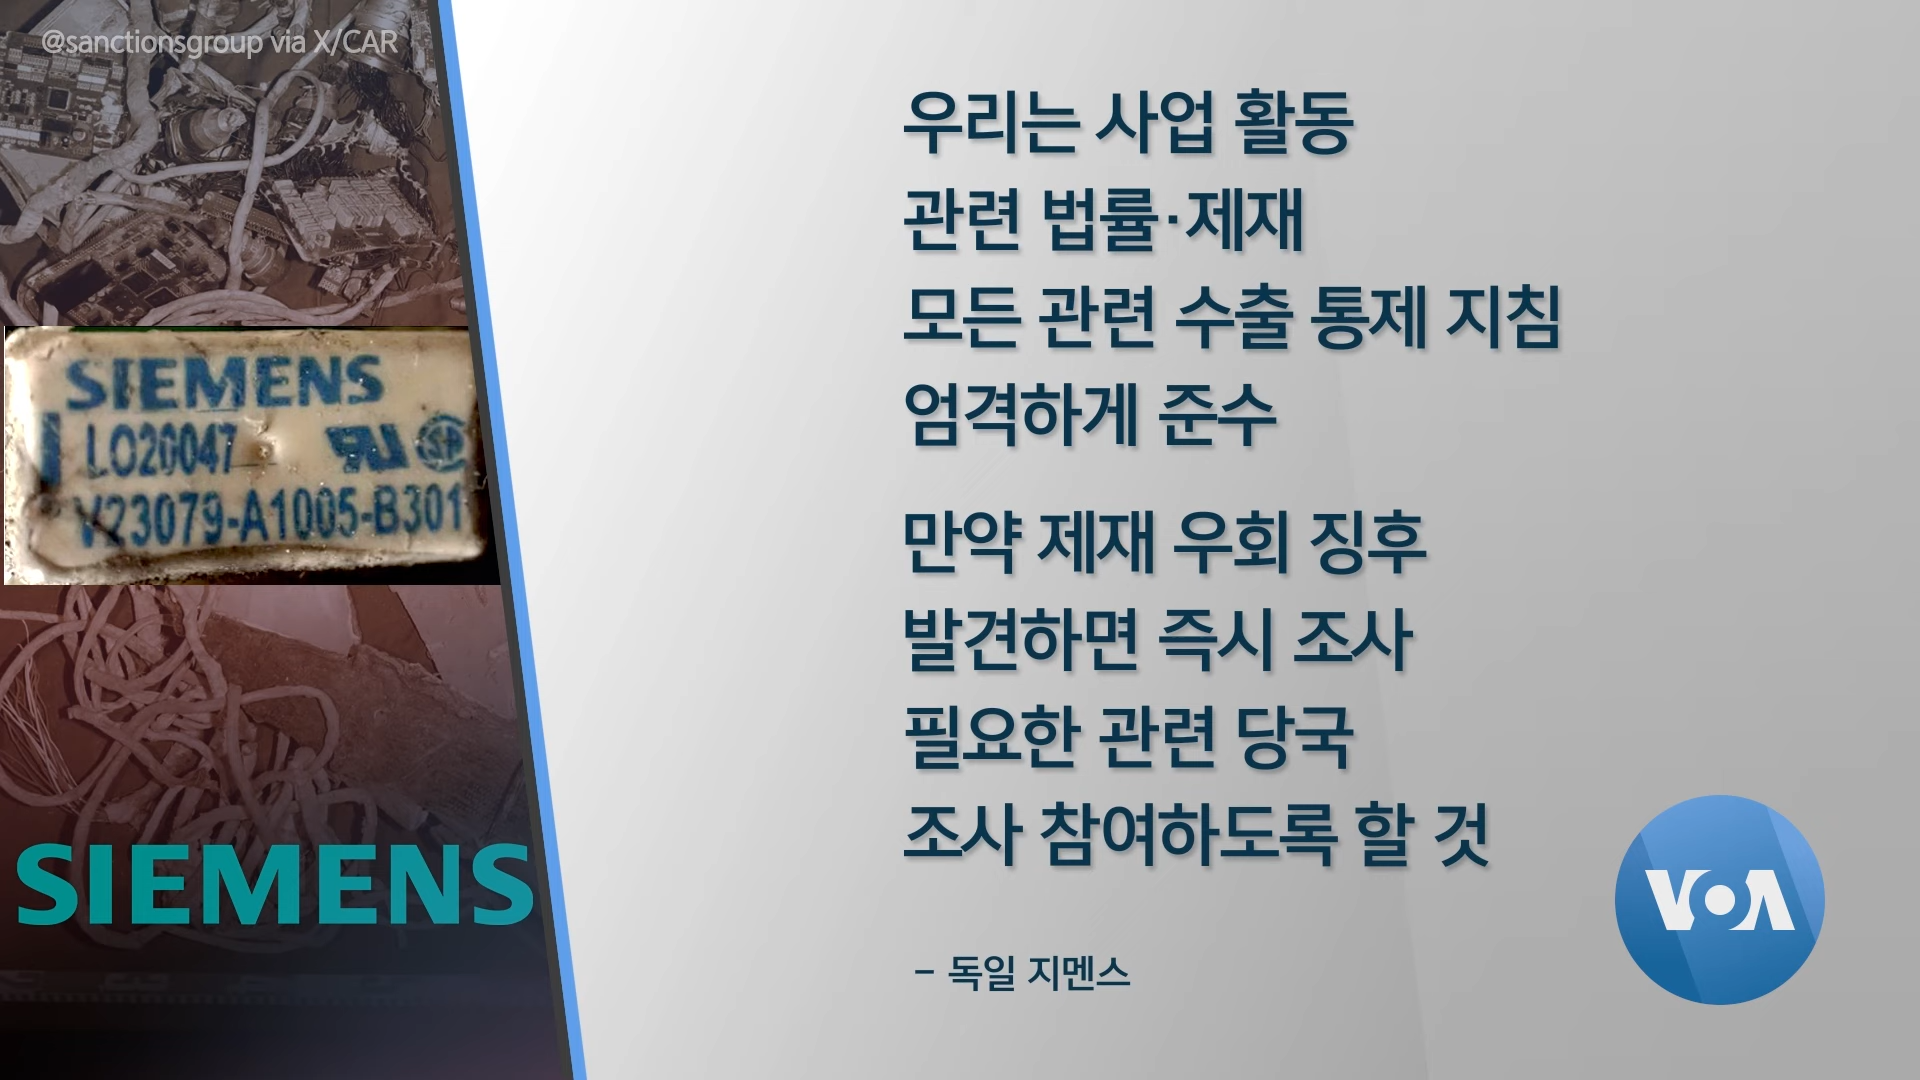 @sanctionsgroup via X/CAR
SIEMENS
LO20047
V23079-A1005-B301
SIEMENS
우리는 사업 활동
관련 법률·제재
모든 관련 수출 통제 지침
엄격하게 준수
만약 제재 우회 징후
발견하면 즉시 조사
필요한 관련 당국
조사 참여하도록 할 것
– 독일 지멘스
VOA